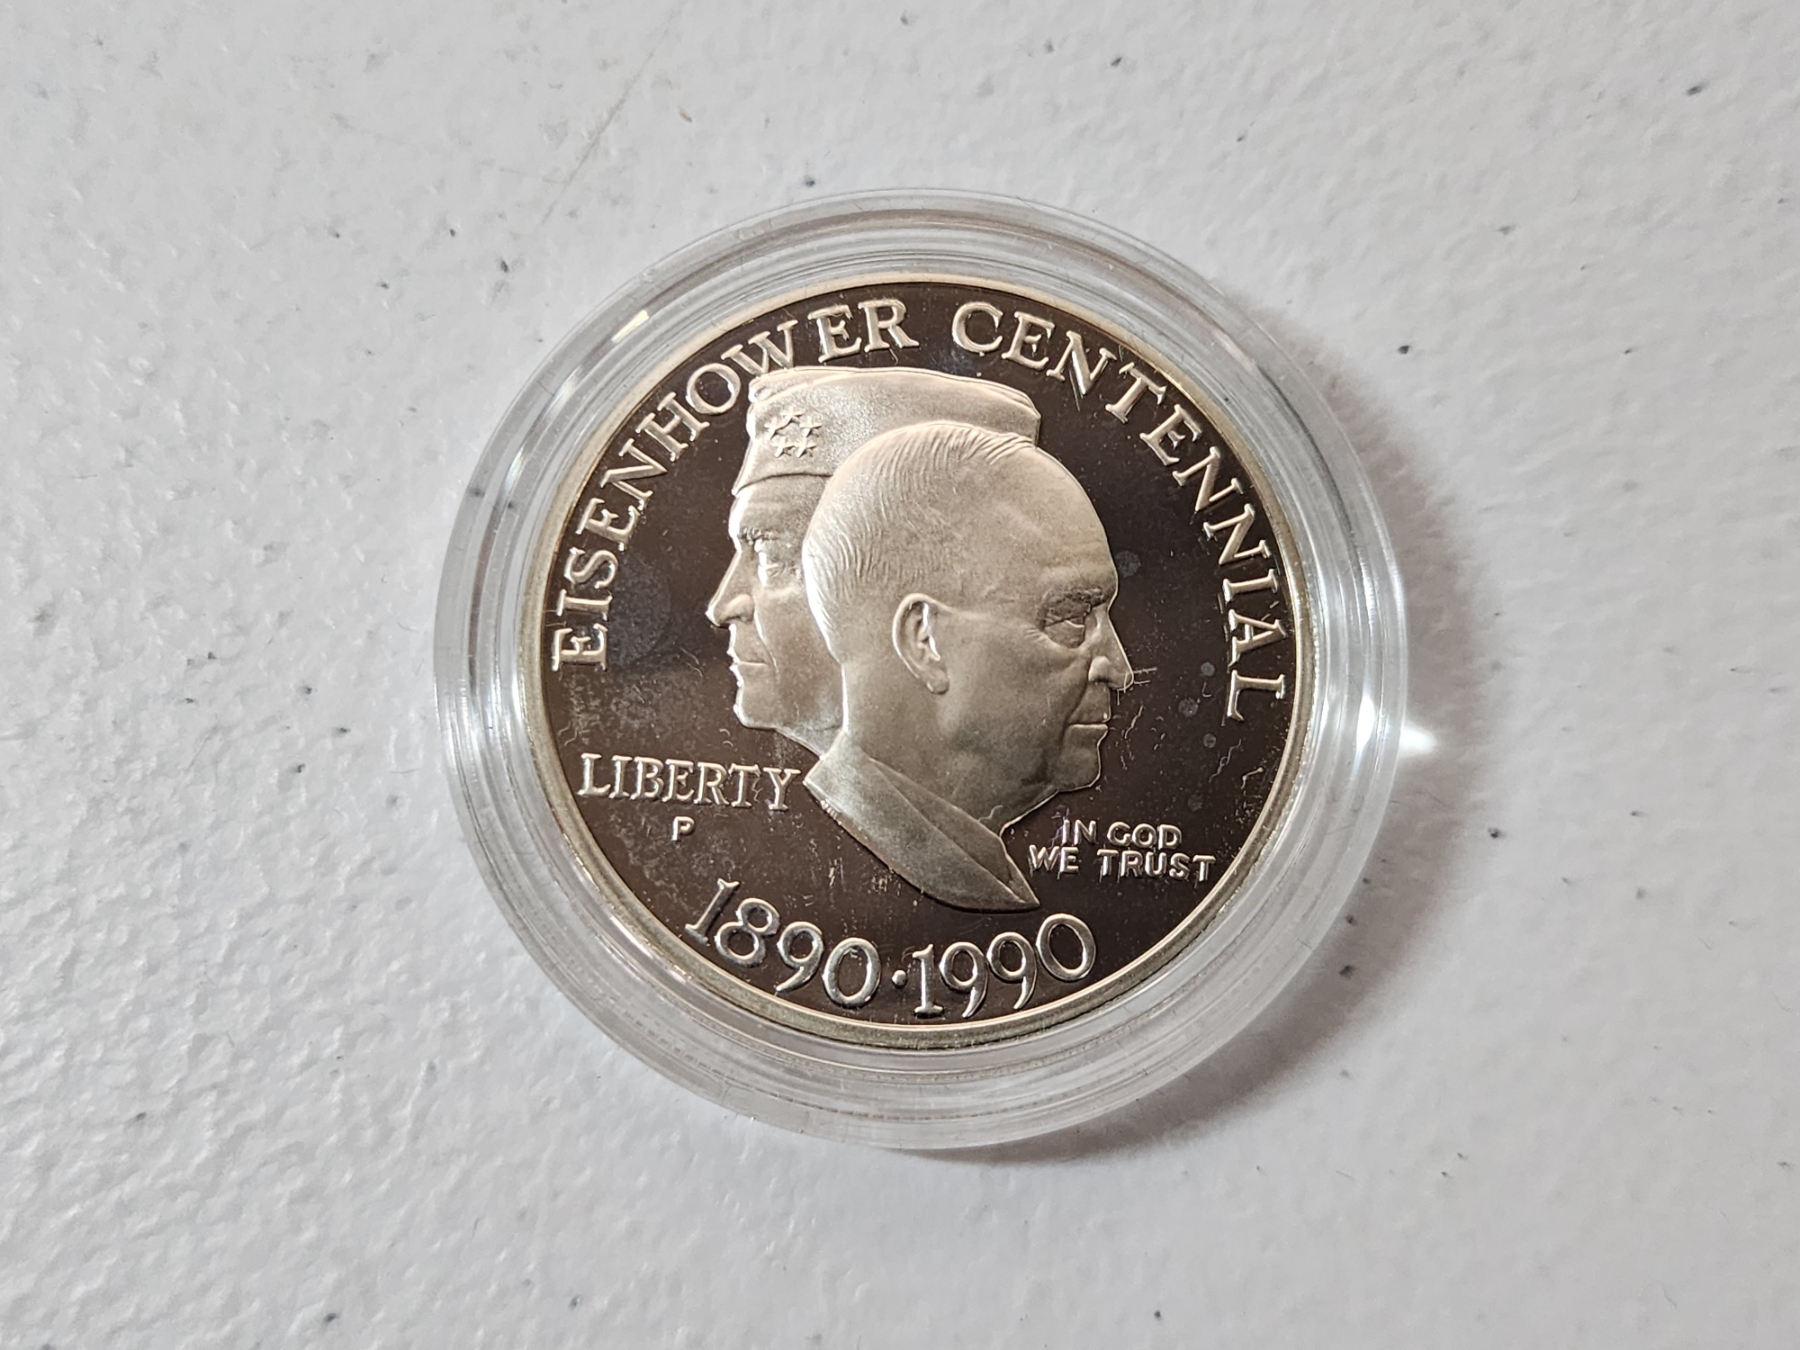 EISENHOWER CENTENNIAL
LIBERTY
P
IN GOD
WE TRUST
1890·1990